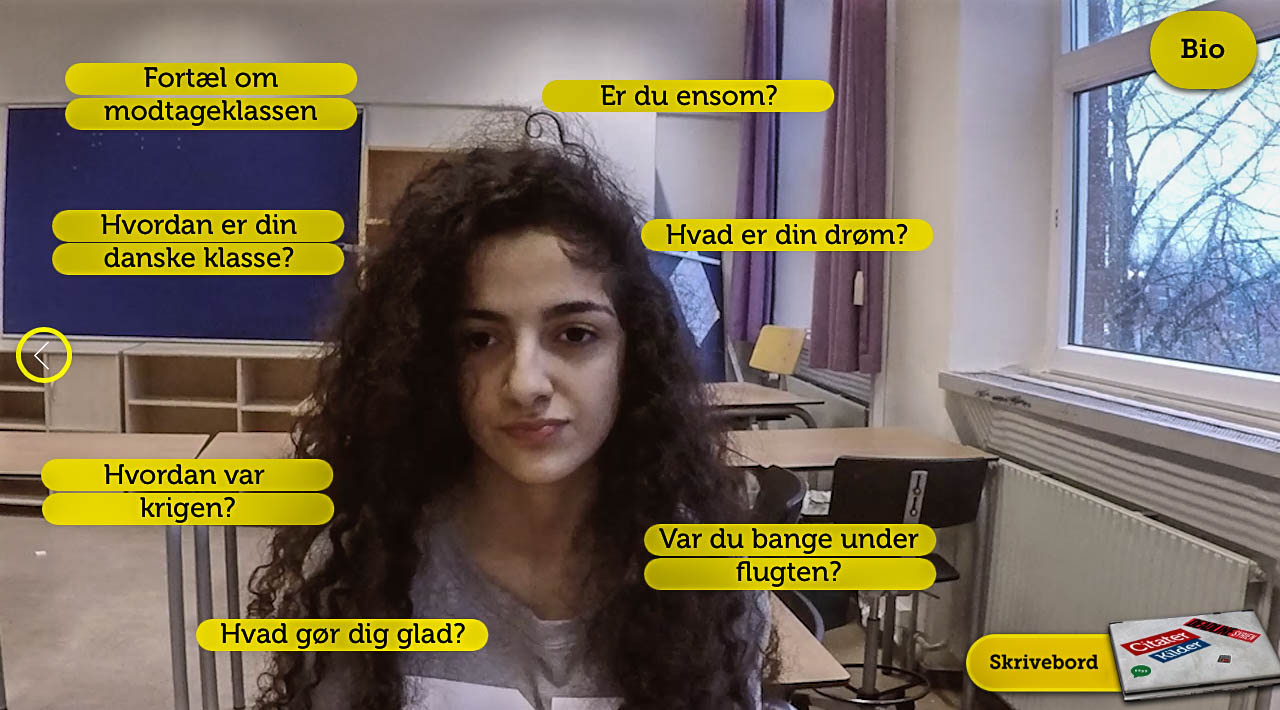 Bio
Fortæl om
modtageklassen
Er du ensom?
Hvordan er din
danske klasse?
Hvad er din drøm?
Hvordan var
krigen?
Var du bange under
flugten?
Hvad gør dig glad?
Skrivebord
Citater
Kilder
SYRIEN